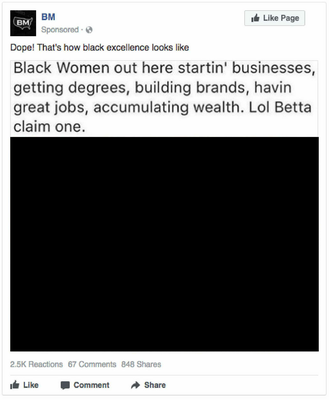 BM
BM
Sponsored ·
Like Page
Dope! That's how black excellence looks like
Black Women out here startin' businesses,
getting degrees, building brands, havin
great jobs, accumulating wealth. Lol Betta
claim one.
2.5K Reactions 67 Comments 848 Shares
Like Comment Share